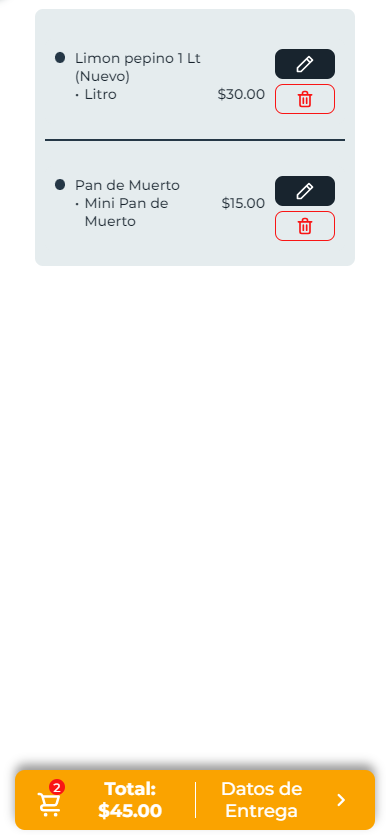 Limon pepino 1 Lt
(Nuevo)
• Litro $30.00
Pan de Muerto
• Mini Pan de $15.00
Muerto
2
Total:
$45.00
Datos de
Entrega